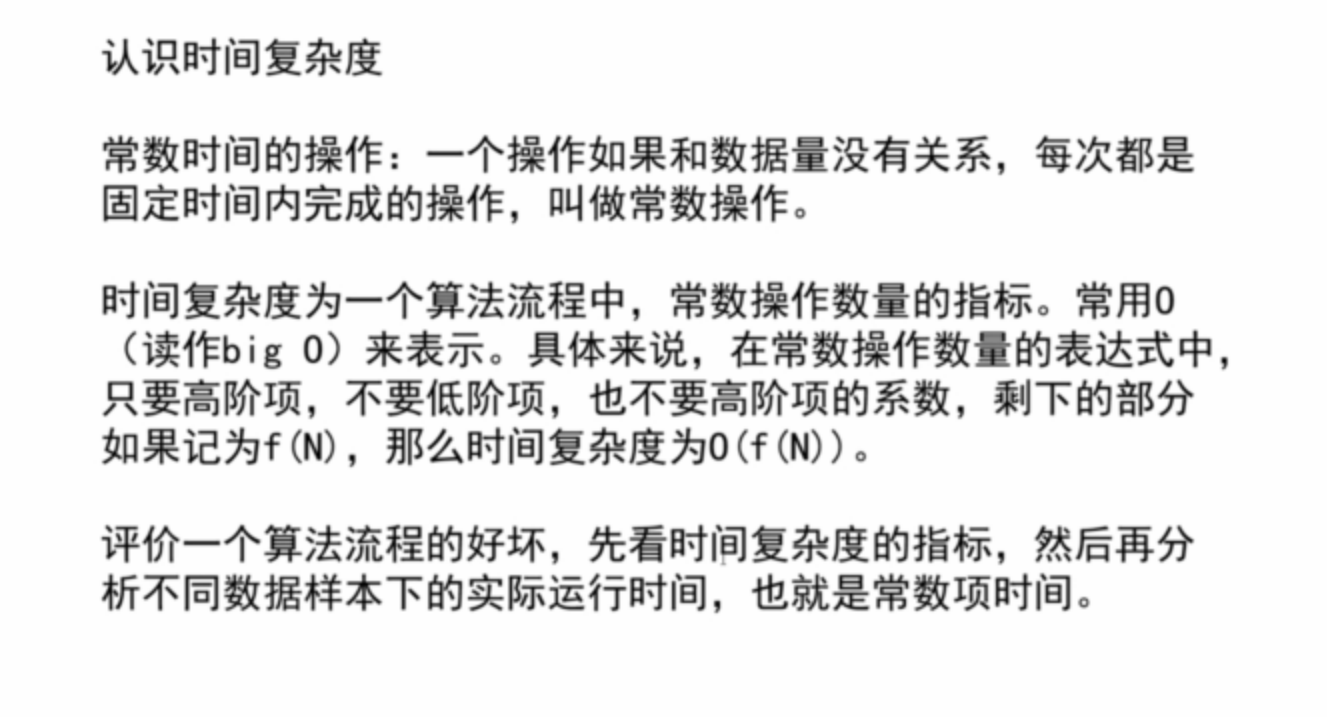 认识时间复杂度
常数时间的操作：一个操作如果和数据量没有关系，每次都是
固定时间内完成的操作，叫做常数操作。
时间复杂度为一个算法流程中，常数操作数量的指标。常用O
（读作big O）来表示。具体来说，在常数操作数量的表达式中，
只要高阶项，不要低阶项，也不要高阶项的系数，剩下的部分
如果记为f(N)，那么时间复杂度为O(f(N))。
评价一个算法流程的好坏，先看时间复杂度的指标，然后再分
析不同数据样本下的实际运行时间，也就是常数项时间。